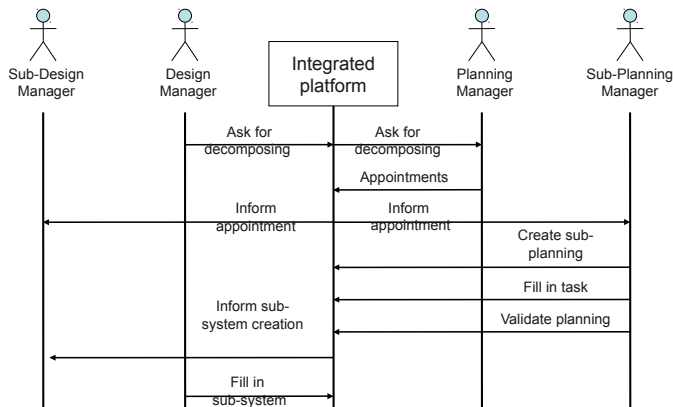 Sub-Design
Manager
Design
Manager
Integrated
platform
Planning
Manager
Sub-Planning
Manager
Ask for
decomposing
Ask for
decomposing
Appointments
Inform
appointment
Inform
appointment
Create sub-
planning
Fill in task
Inform sub-
system creation
Validate planning
Fill in
sub-system